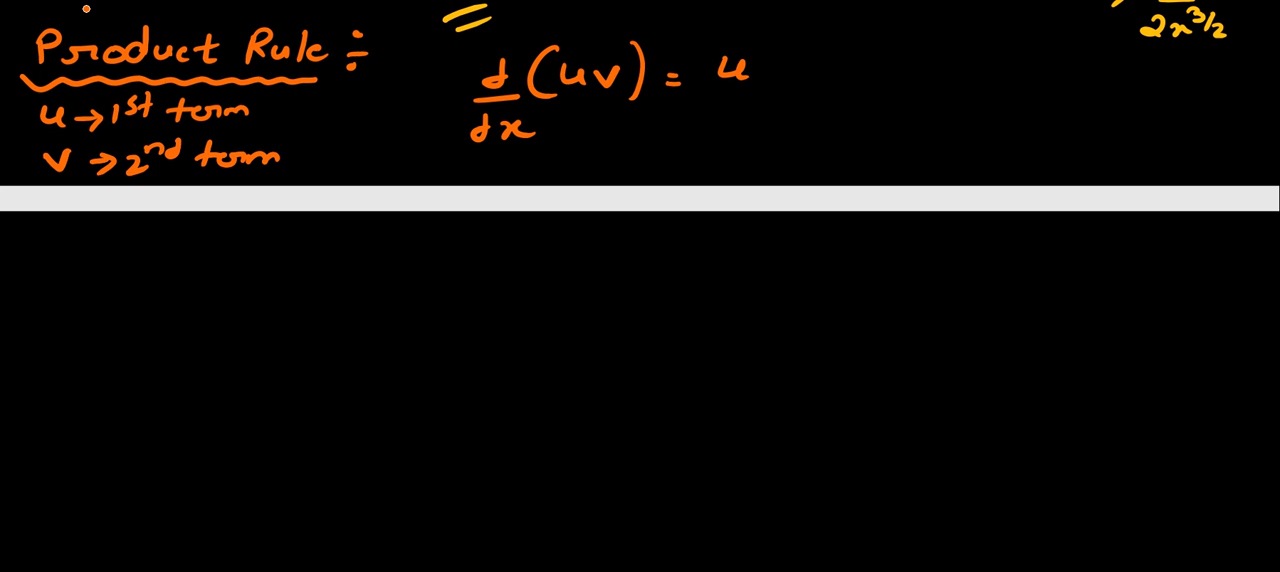 2x^3/2
Product Rule :
d/dx (uv) = u
u → 1st term
v → 2nd term